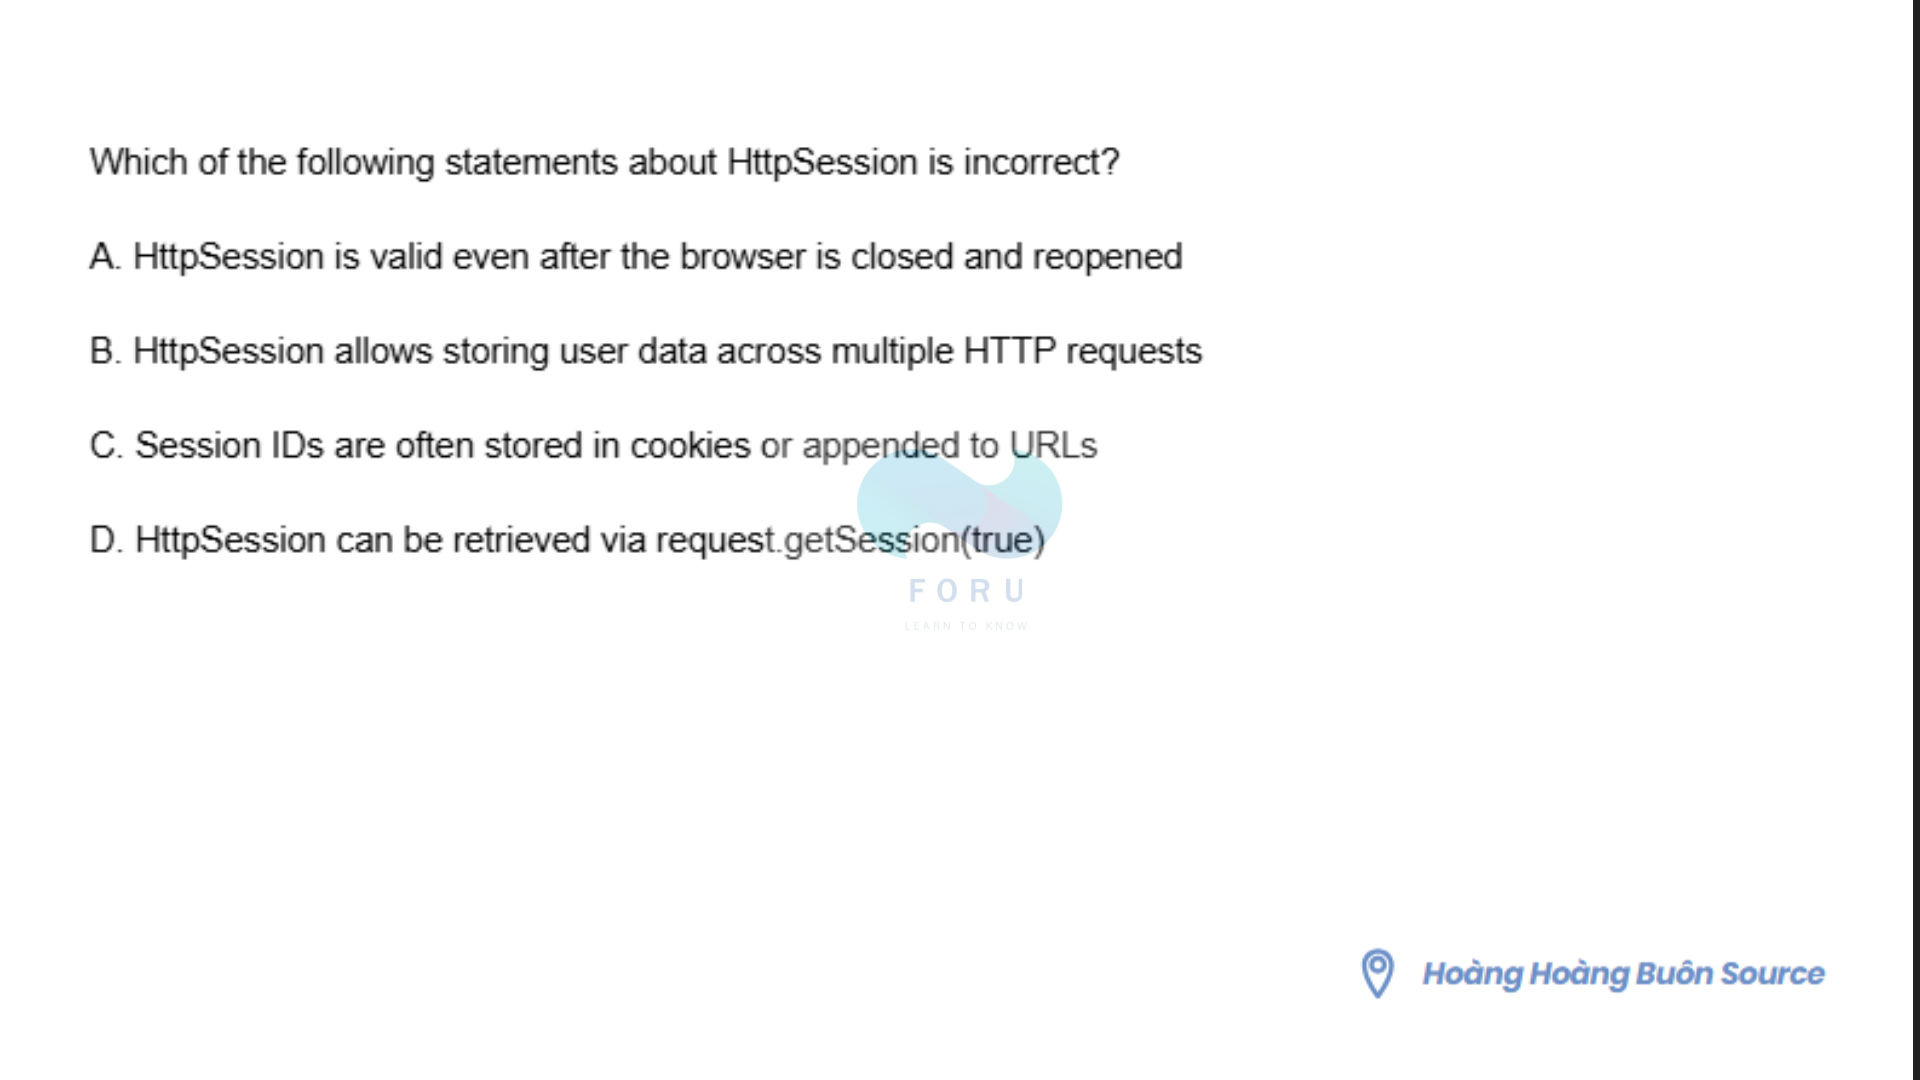 Which of the following statements about HttpSession is incorrect?
A. HttpSession is valid even after the browser is closed and reopened
B. HttpSession allows storing user data across multiple HTTP requests
C. Session IDs are often stored in cookies or appended to URLs
D. HttpSession can be retrieved via request.getSession(true)
FORU
LEARN TO KNOW
Hoàng Hoàng Buôn Source